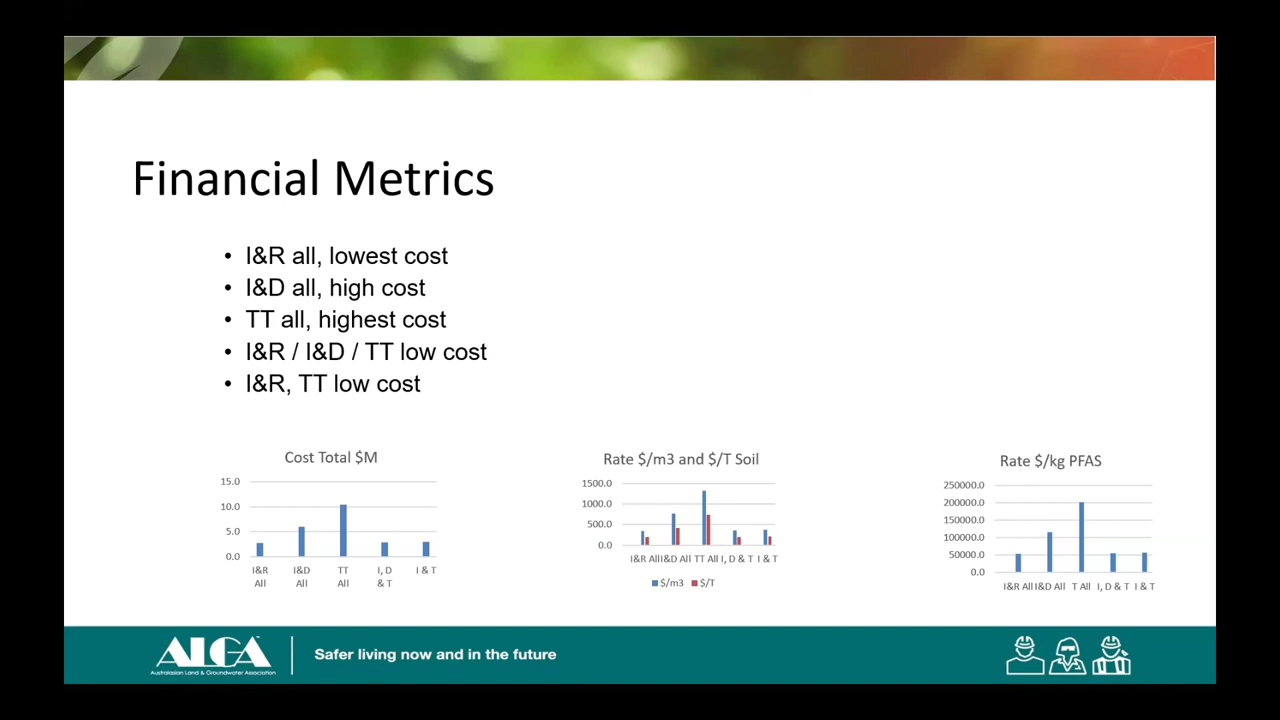 Financial Metrics
• I&R all, lowest cost
• I&D all, high cost
• TT all, highest cost
• I&R / I&D / TT low cost
• I&R, TT low cost
Cost Total $M
15.0
10.0
5.0
0.0
I&R All
I&D All
TT All
I, D & T
I & T
Rate $/m3 and $/T Soil
1500.0
1000.0
500.0
0.0
I&R All I&D All TT All I, D & T I & T
$/m3 $/T
Rate $/kg PFAS
250000.0
200000.0
150000.0
100000.0
50000.0
0.0
I&R All I&D All T All I, D & T I & T
ALGA
Australasian Land & Groundwater Association
Safer living now and in the future